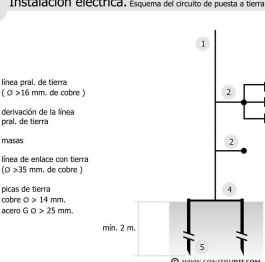 Instalación eléctrica. Esquema del circuito de puesta a tierra
1
línea pral. de tierra
( Ø >16 mm. de cobre )
2
derivación de la línea
pral. de tierra
masas
2
línea de enlace con tierra
(Ø >35 mm. de cobre )
picas de tierra
4
cobre Ø > 14 mm.
acero G Ø > 25 mm.
mín. 2 m.
5
© WWW.CONSTRUBIT.COM